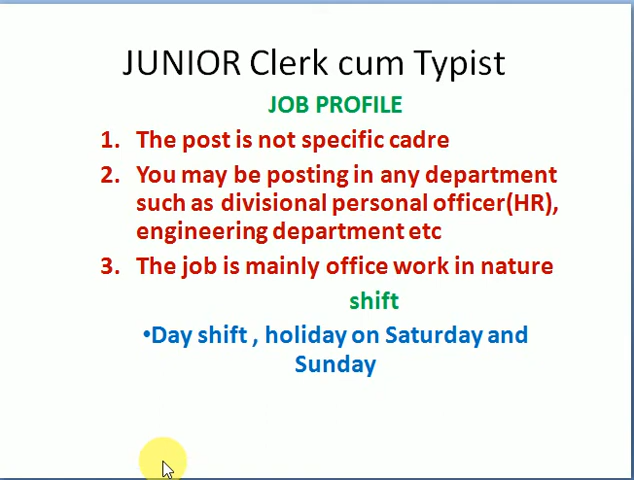 JUNIOR Clerk cum Typist
JOB PROFILE
1. The post is not specific cadre
2. You may be posting in any department
such as divisional personal officer(HR),
engineering department etc
3. The job is mainly office work in nature
shift
•Day shift , holiday on Saturday and
Sunday